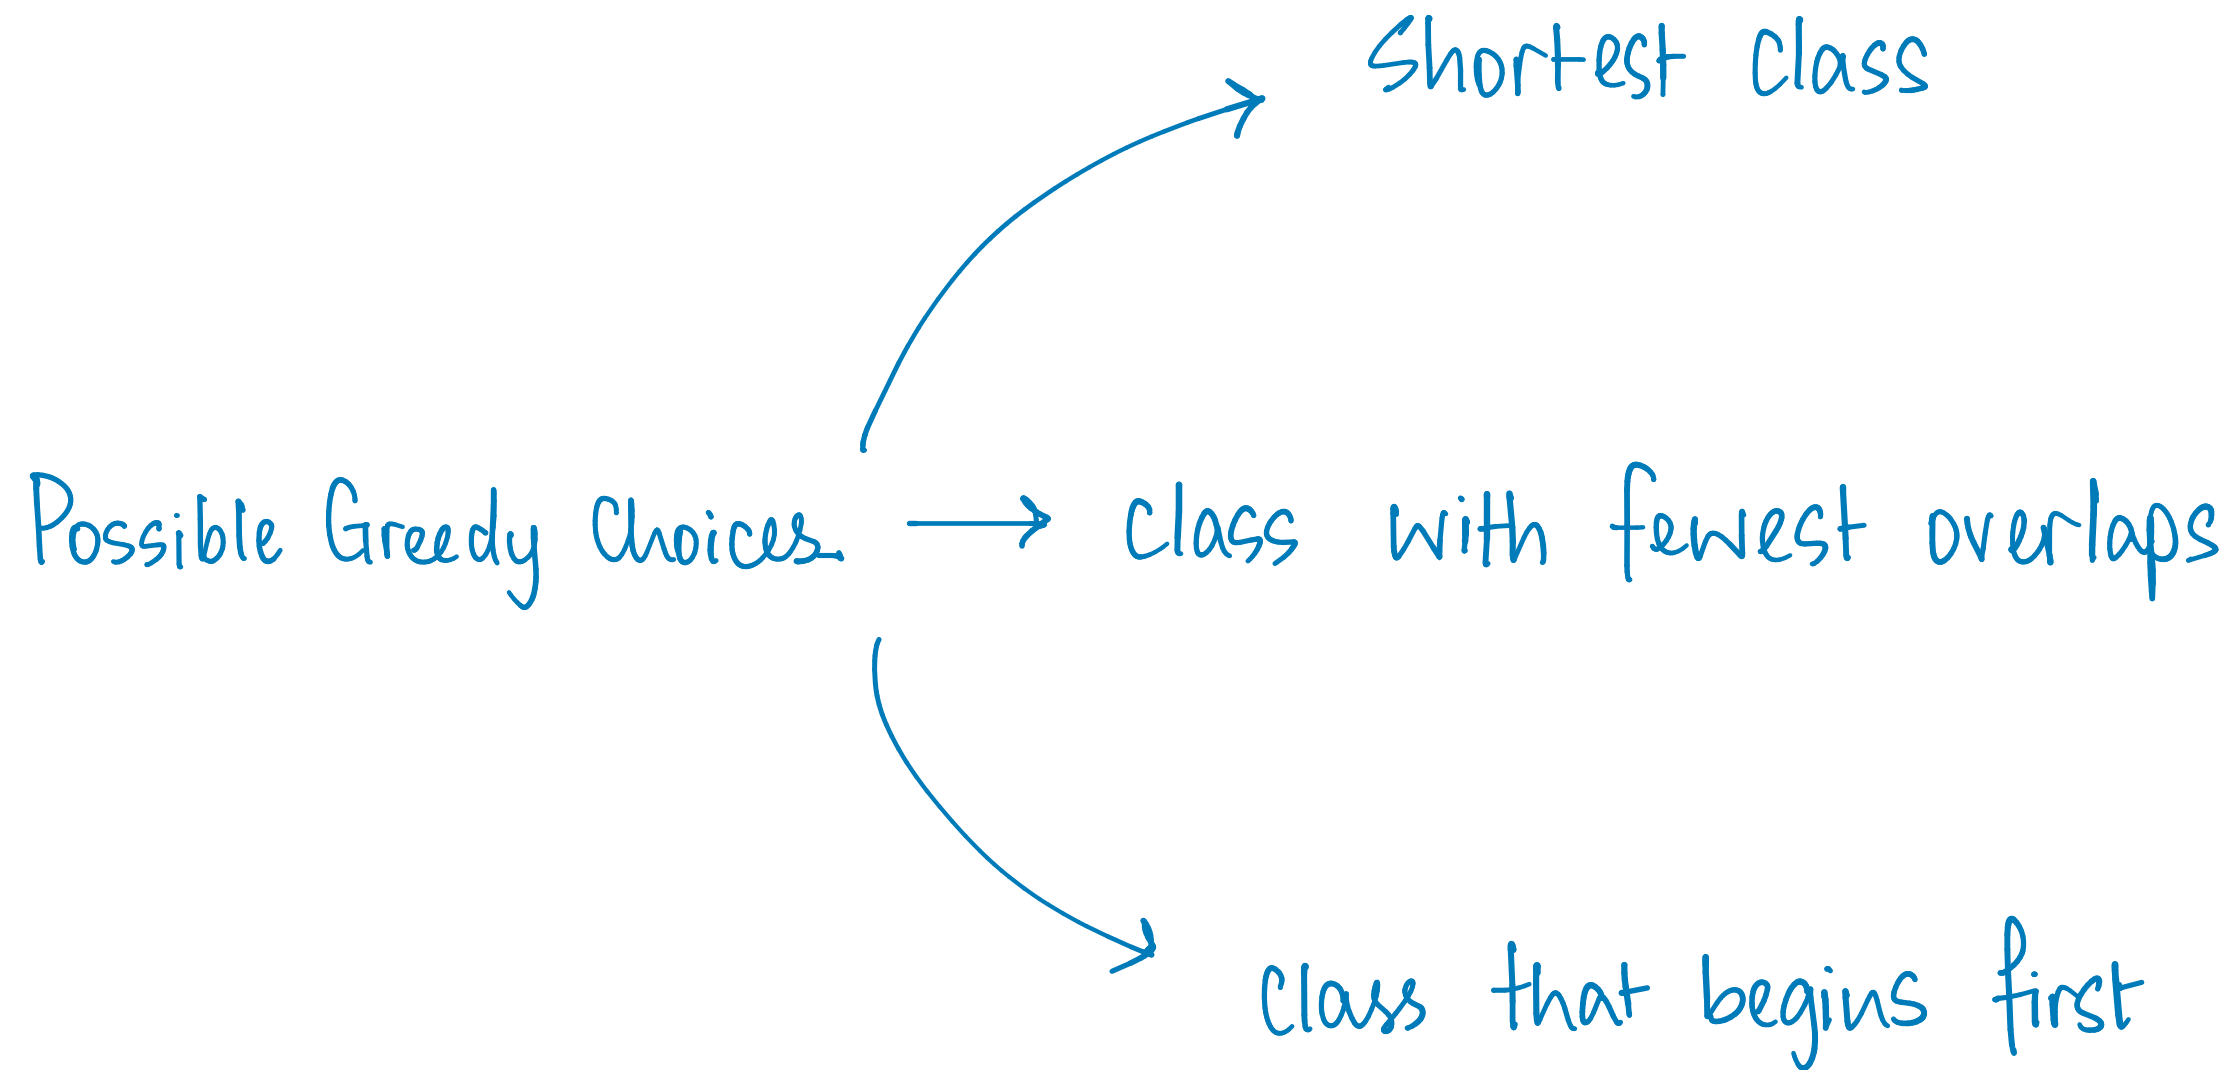 Shortest class
Possible Greedy Choices → class with fewest overlaps
class that begins first